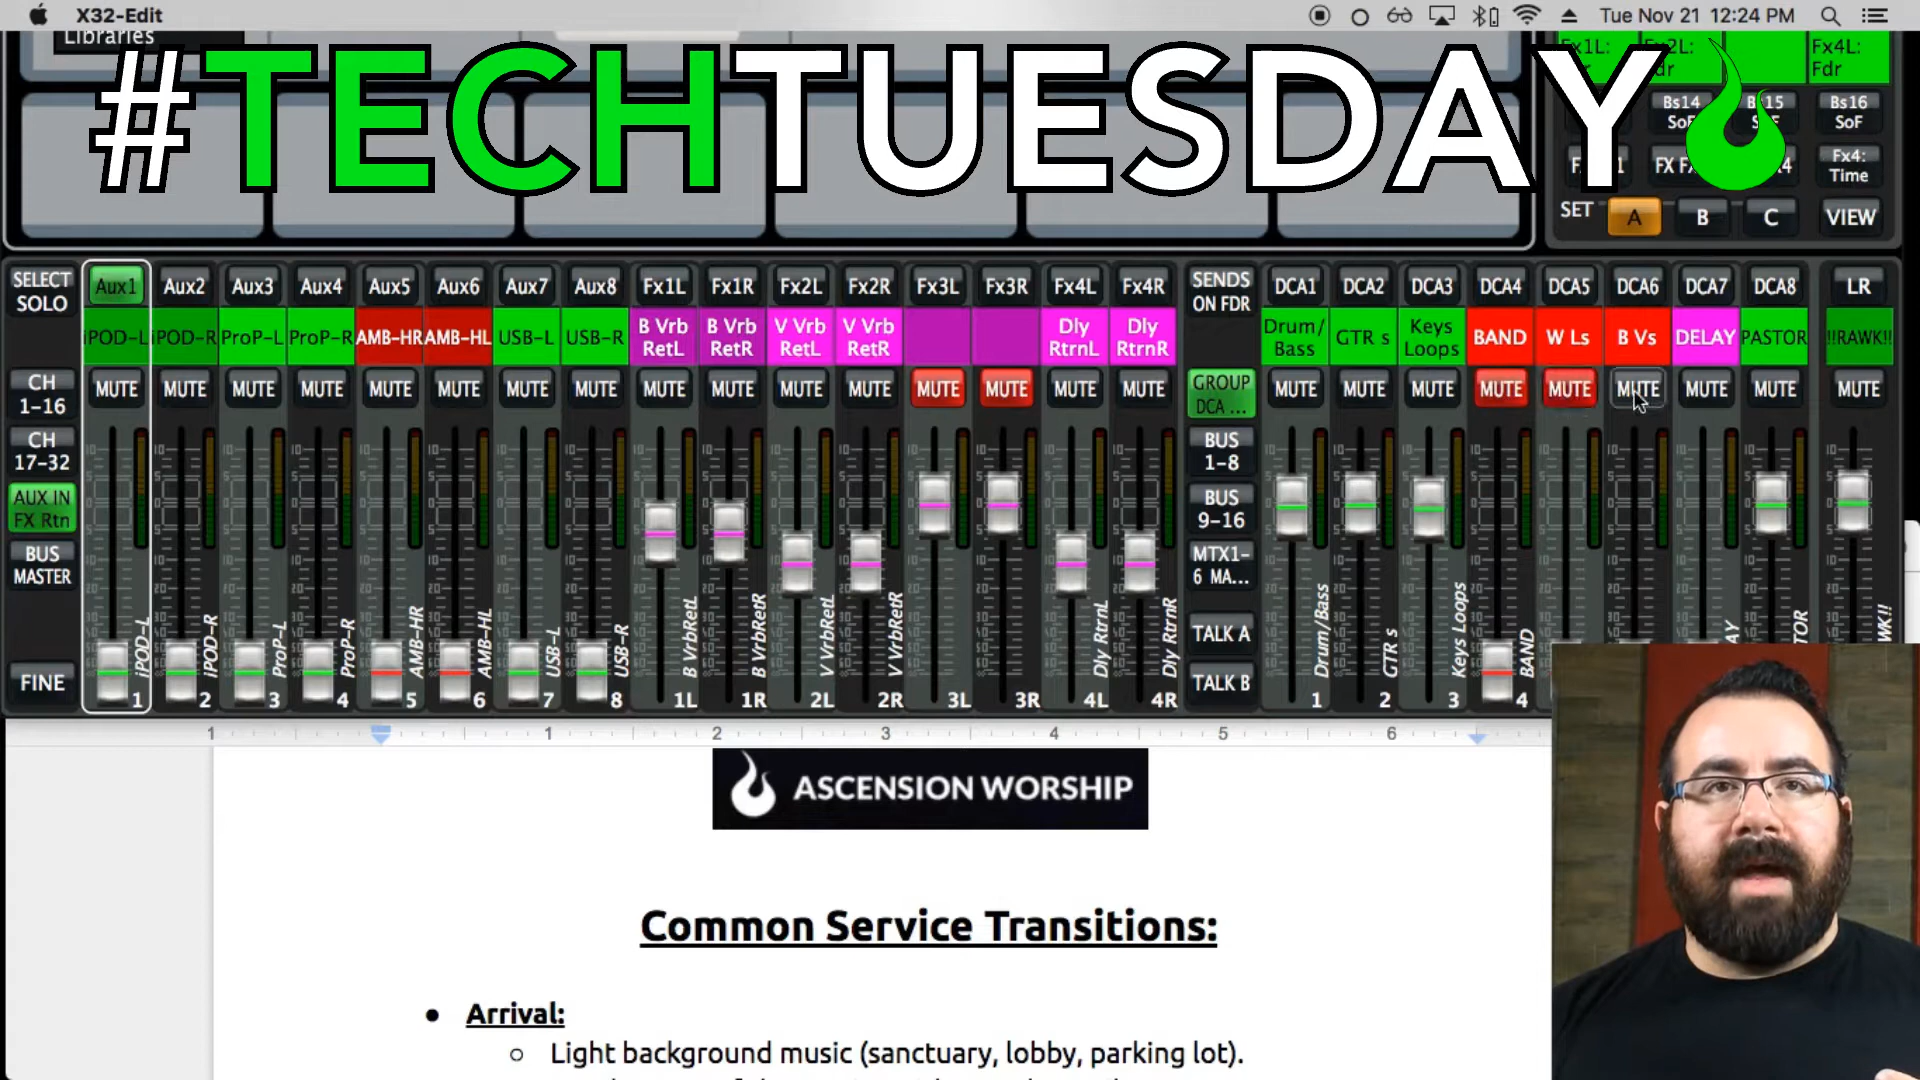 X32-Edit
Tue Nov 21 12:24 PM
Libraries
#TECHTUESDAY
Fx4L:
Fdr
Bs16
SoF
Fx4:
Time
SET A B C VIEW
SELECT
SOLO
Aux1 Aux2 Aux3 Aux4 Aux5 Aux6 Aux7 Aux8 Fx1L Fx1R Fx2L Fx2R Fx3L Fx3R Fx4L Fx4R
iPOD-L iPOD-R ProP-L ProP-R AMB-HR AMB-HL USB-L USB-R B Vrb RetL B Vrb RetR V Vrb RetL V Vrb RetR Dly RtrnL Dly RtrnR
MUTE MUTE MUTE MUTE MUTE MUTE MUTE MUTE MUTE MUTE MUTE MUTE MUTE MUTE MUTE MUTE
CH
1-16
CH
17-32
AUX IN
FX Rtn
BUS
MASTER
FINE
iPOD-L iPOD-R ProP-L ProP-R AMB-HR AMB-HL USB-L USB-R B VrbRetL B VrbRetR V VrbRetL V VrbRetR Dly RtrnL Dly RtrnR
1 2 3 4 5 6 7 8 1L 1R 2L 2R 3L 3R 4L 4R
SENDS
ON FDR
GROUP
DCA ...
BUS
1-8
BUS
9-16
MTX1-
6 MA...
TALK A
TALK B
DCA1 DCA2 DCA3 DCA4 DCA5 DCA6 DCA7 DCA8 LR
Drum/ Bass GTR s Keys Loops BAND W Ls B Vs DELAY PASTOR !!RAWK!!
MUTE MUTE MUTE MUTE MUTE MUTE MUTE MUTE MUTE
Drum/Bass GTR s Keys Loops BAND
1 2 3 4
1 1 2 3 4 5 6
ASCENSION WORSHIP
Common Service Transitions:
● Arrival:
○ Light background music (sanctuary, lobby, parking lot).